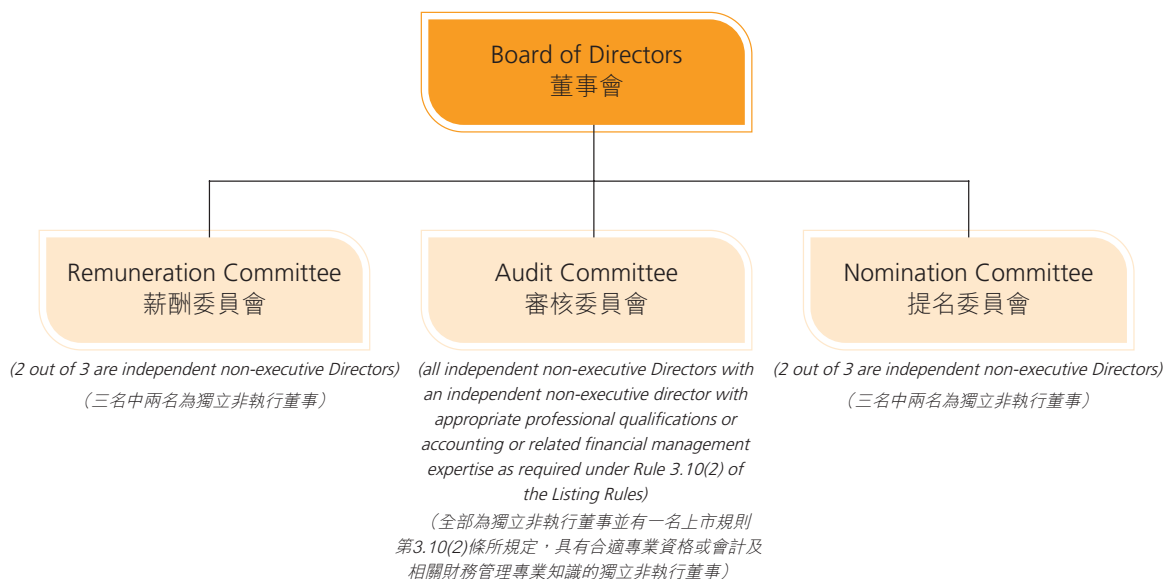 Board of Directors
董事會
Remuneration Committee
薪酬委員會
(2 out of 3 are independent non-executive Directors)
（三名中兩名為獨立非執行董事）
Audit Committee
審核委員會
(all independent non-executive Directors with
an independent non-executive director with
appropriate professional qualifications or
accounting or related financial management
expertise as required under Rule 3.10(2) of
the Listing Rules)
（全部為獨立非執行董事並有一名上市規則
第3.10(2)條所規定，具有合適專業資格或會計及
相關財務管理專業知識的獨立非執行董事）
Nomination Committee
提名委員會
(2 out of 3 are independent non-executive Directors)
（三名中兩名為獨立非執行董事）